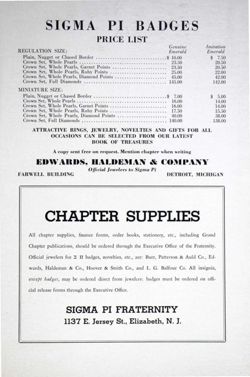 SIGMA PI BADGES
PRICE LIST
Genuine Emerald Imitation Emerald
REGULATION SIZE:
Plain, Nugget or Chased Border $ 10.00 $ 7.50
Crown Set, Whole Pearls 23.50 20.50
Crown Set, Whole Pearls, Garnet Points 23.50 20.50
Crown Set, Whole Pearls, Ruby Points 25.00 22.00
Crown Set, Whole Pearls, Diamond Points 45.00 42.00
Crown Set, Full Diamonds 145.00 142.00
MINIATURE SIZE:
Plain, Nugget or Chased Border $ 7.00 $ 5.00
Crown Set, Whole Pearls 16.00 14.00
Crown Set, Whole Pearls, Garnet Points 16.00 14.00
Crown Set, Whole Pearls, Ruby Points 17.50 15.50
Crown Set, Whole Pearls, Diamond Points 40.00 38.00
Crown Set, Full Diamonds 140.00 138.00
ATTRACTIVE RINGS, JEWELRY, NOVELTIES AND GIFTS FOR ALL
OCCASIONS CAN BE SELECTED FROM OUR LATEST
BOOK OF TREASURES
A copy sent free on request. Mention chapter when writing
EDWARDS, HALDEMAN & COMPANY
Official Jewelers to Sigma Pi
FARWELL BUILDING DETROIT, MICHIGAN
CHAPTER SUPPLIES
All chapter supplies, finance forms, order books, stationery, etc., including Grand
Chapter publications, should be ordered through the Executive Office of the Fraternity.
Official jewelers for Σ Π badges, novelties, etc., are: Burr, Patterson & Auld Co., Ed-
wards, Haldeman & Co., Hoover & Smith Co., and L. G. Balfour Co. All insignia,
except badges, may be ordered direct from jewelers: badges must be ordered on offi-
cial release forms through the Executive Office.
SIGMA PI FRATERNITY
1137 E. Jersey St., Elizabeth, N. J.